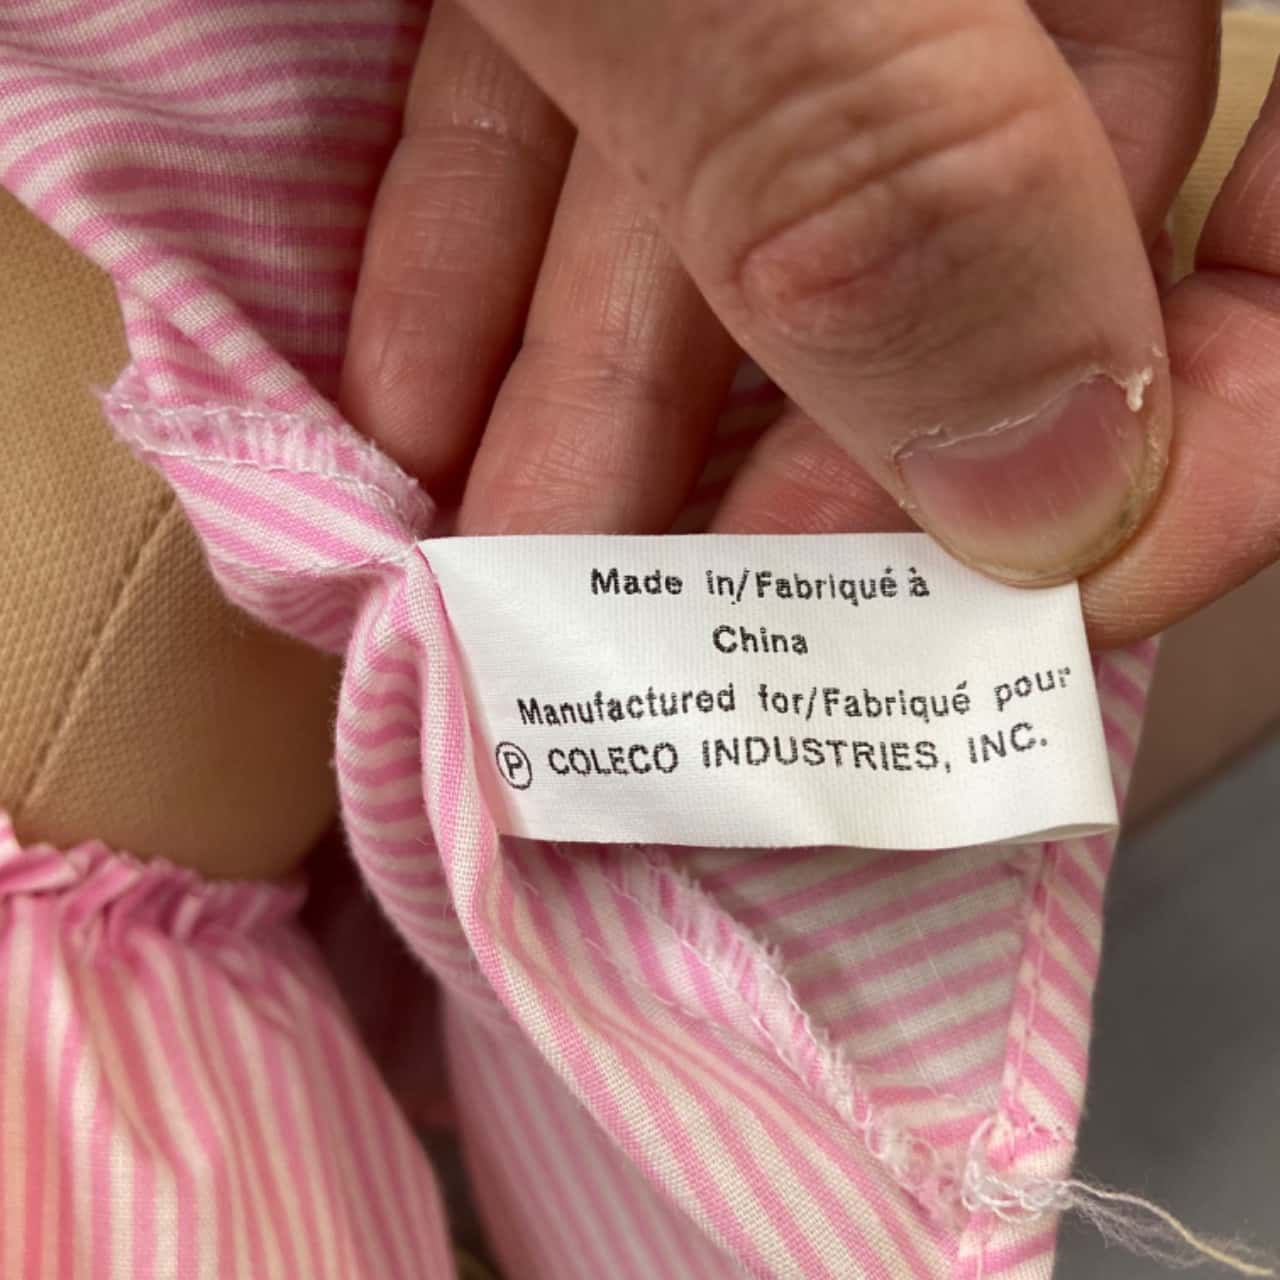 Made in/Fabriqué à
China
Manufactured for/Fabriqué pour
Ⓟ COLECO INDUSTRIES, INC.